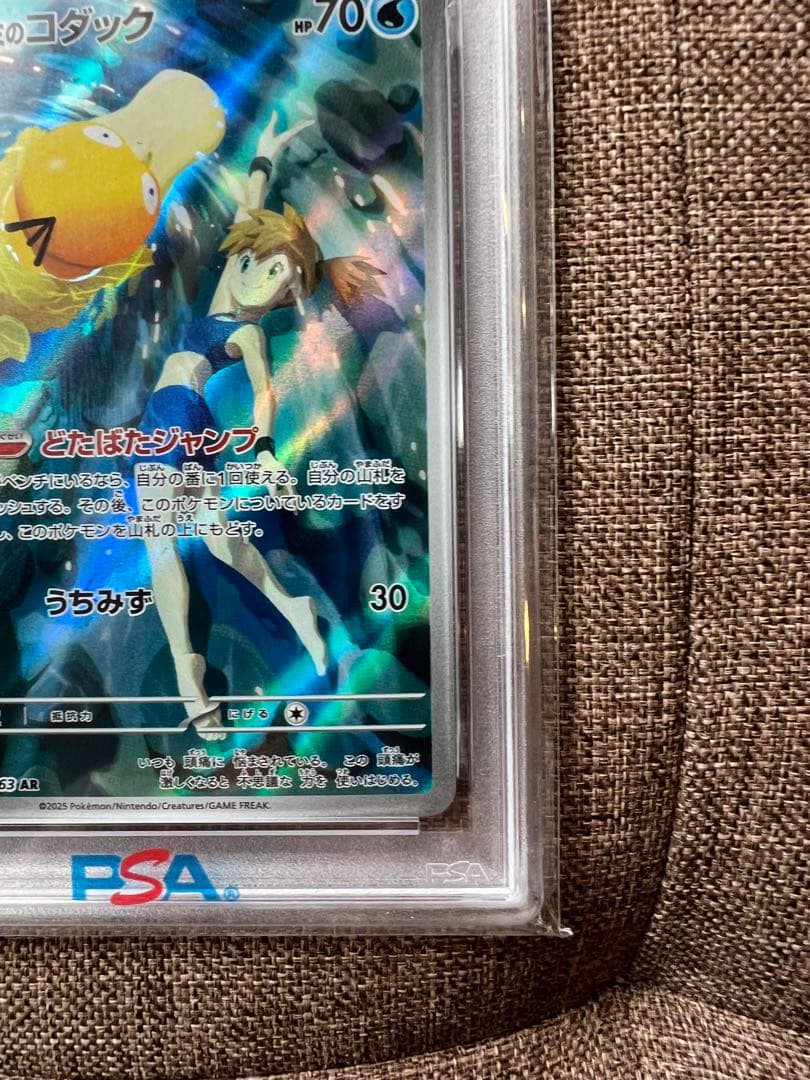 のコダック
HP70
どたばたジャンプ
ベンチにいるなら、自分の番に1回使える。自分の山札を
ッシュする。その後、このポケモンについているカードをす
、このポケモンを山札の上にもどす。
うちみず 30
抵抗力 にげる
いつも 頭痛に 悩まされている。この 頭痛が
激しくなると 不思議な 力を 使いはじめる。
63 AR
©2025 Pokémon/Nintendo/Creatures/GAME FREAK.
PSA®
PSA